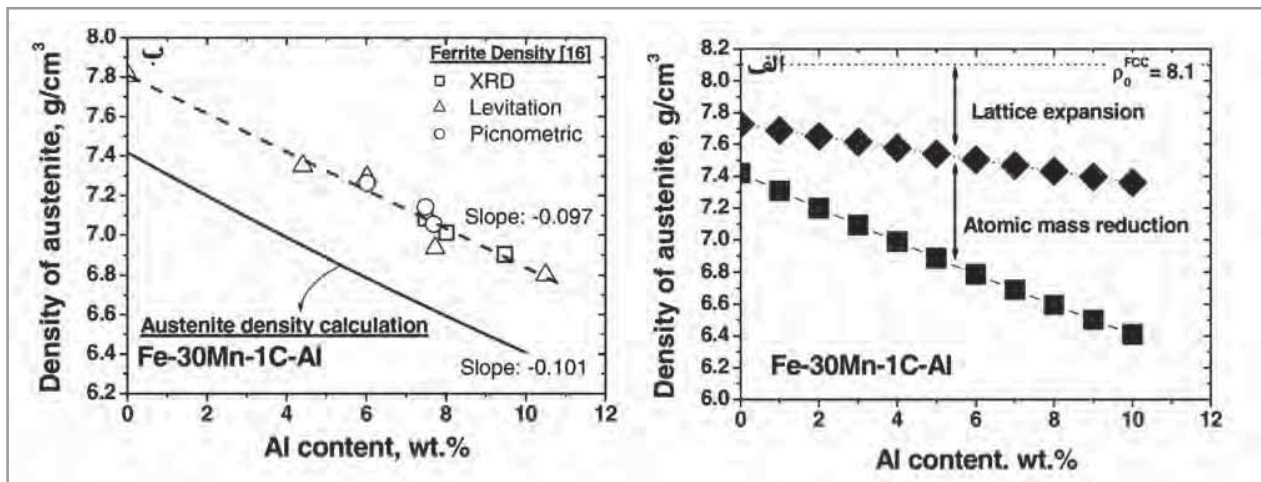 Density of austenite, g/cm³
8.0
7.8
7.6
7.4
7.2
7.0
6.8
6.6
6.4
6.2
0 2 4 6 8 10 12
Al content, wt.%
Ferrite Density [16]
XRD
Levitation
Picnometric
Slope: -0.097
Austenite density calculation
Fe-30Mn-1C-Al
Slope: -0.101
Density of austenite, g/cm³
8.2
8.0
7.8
7.6
7.4
7.2
7.0
6.8
6.6
6.4
6.2
6.0
0 2 4 6 8 10 12
Al content. wt.%
ρ₀ᶠᶜᶜ = 8.1
Lattice expansion
Atomic mass reduction
Fe-30Mn-1C-Al